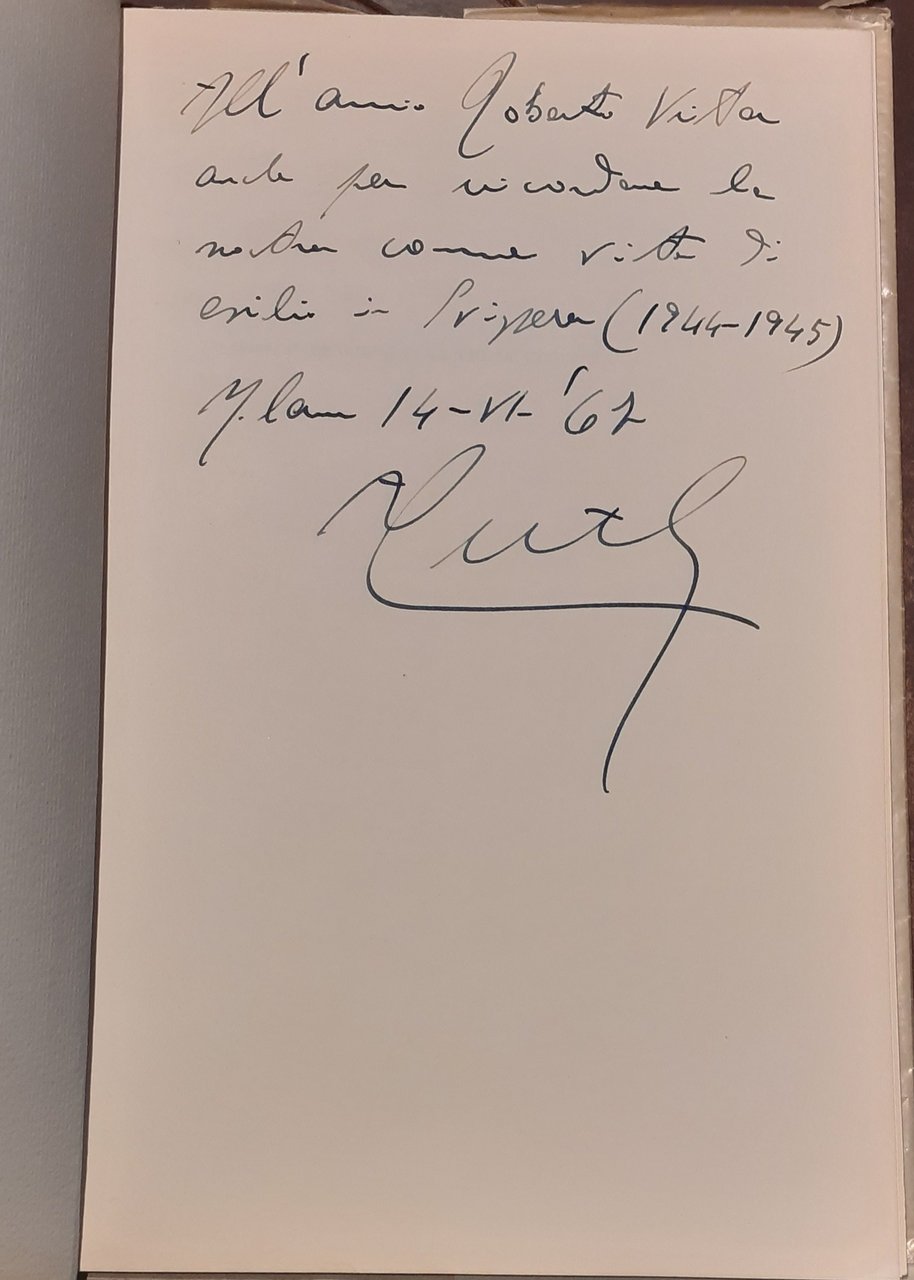 All'amico Roberto Vitta
anche per ricordare la
nostra comune vita di
esilio in Svizzera (1944-1945)
Milano 14-VI-'67